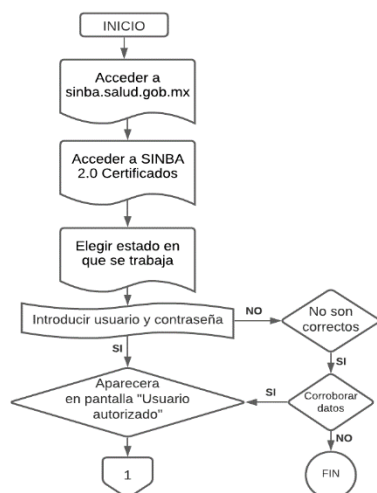 INICIO
Acceder a
sinba.salud.gob.mx
Acceder a SINBA
2.0 Certificados
Elegir estado en
que se trabaja
Introducir usuario y contraseña
NO
No son
correctos
SI
SI
Aparecera
en pantalla "Usuario
autorizado"
SI
Corroborar
datos
NO
1
FIN